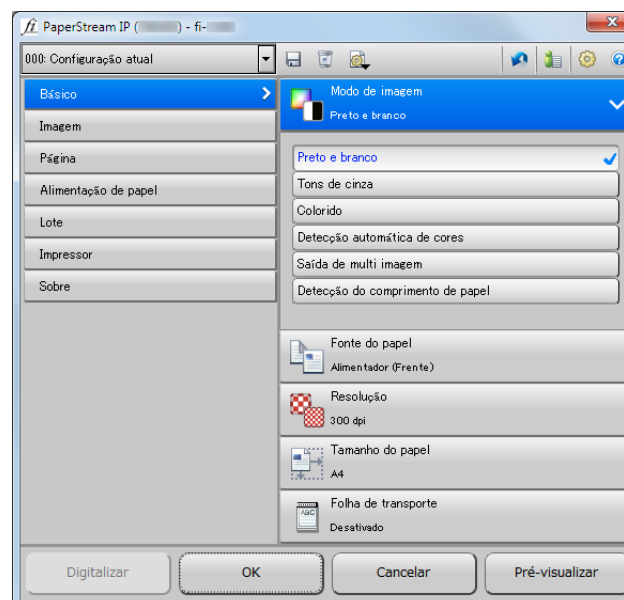 fi PaperStream IP (      ) - fi-
000: Configuração atual
Básico
Imagem
Página
Alimentação de papel
Lote
Impressor
Sobre
Modo de imagem
Preto e branco
Preto e branco
Tons de cinza
Colorido
Detecção automática de cores
Saída de multi imagem
Detecção do comprimento de papel
Fonte do papel
Alimentador (Frente)
Resolução
300 dpi
Tamanho do papel
A4
ABC
Folha de transporte
Desativado
Digitalizar
OK
Cancelar
Pré-visualizar